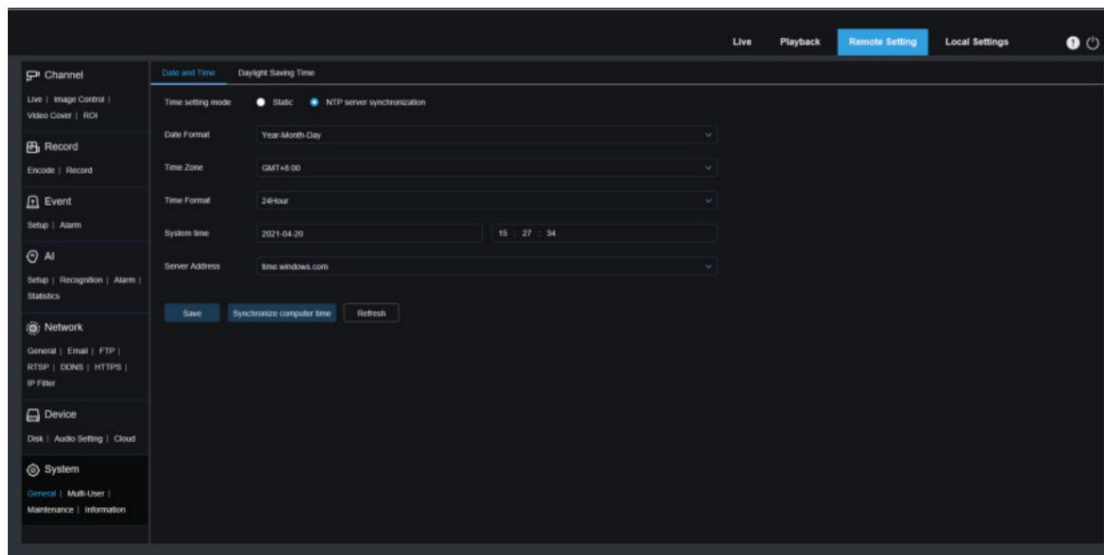 Live Playback Remote Setting Local Settings
Channel
Live | Image Control |
Video Cover | ROI
Record
Encode | Record
Event
Setup | Alarm
AI
Setup | Recognition | Alarm |
Statistics
Network
General | Email | FTP |
RTSP | DDNS | HTTPS |
IP Filter
Device
Disk | Audio Setting | Cloud
System
General | Multi-User |
Maintenance | Information
Date and Time Daylight Saving Time
Time setting mode Static NTP server synchronization
Date Format Year-Month-Day
Time Zone GMT+8:00
Time Format 24Hour
System time 2021-04-20 15 : 27 : 34
Server Address time.windows.com
Save Synchronize computer time Refresh